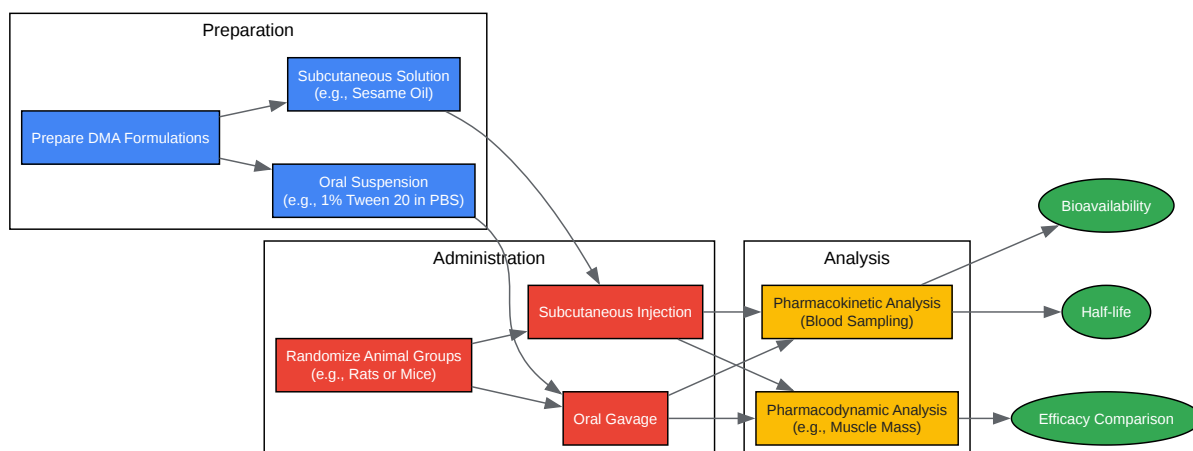 Preparation
Subcutaneous Solution
(e.g., Sesame Oil)
Prepare DMA Formulations
Oral Suspension
(e.g., 1% Tween 20 in PBS)
Administration
Subcutaneous Injection
Randomize Animal Groups
(e.g., Rats or Mice)
Oral Gavage
Analysis
Pharmacokinetic Analysis
(Blood Sampling)
Pharmacodynamic Analysis
(e.g., Muscle Mass)
Bioavailability
Half-life
Efficacy Comparison